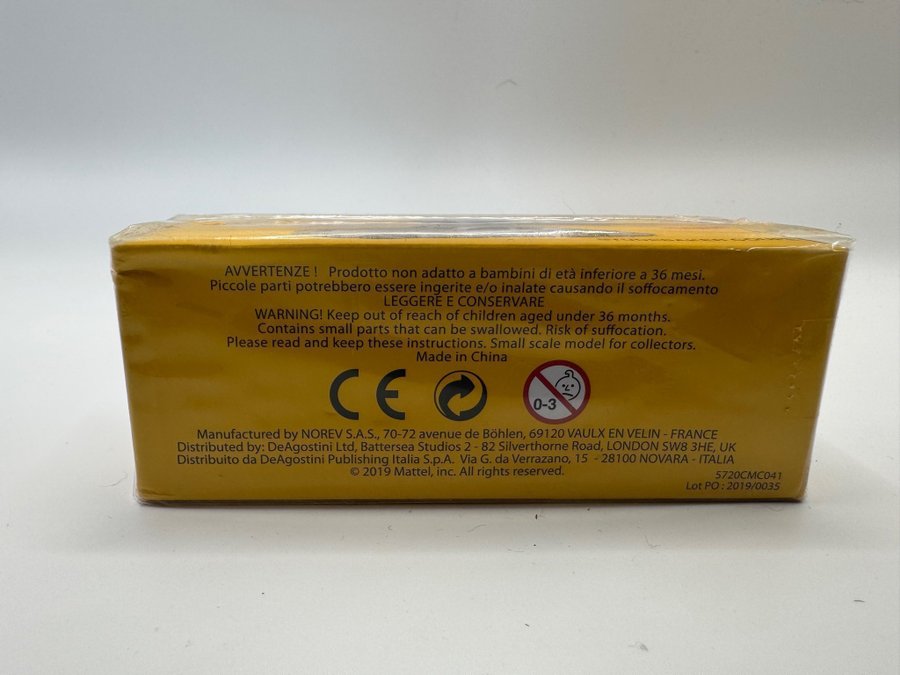 AVVERTENZE ! Prodotto non adatto a bambini di età inferiore a 36 mesi.
Piccole parti potrebbero essere ingerite e/o inalate causando il soffocamento
LEGGERE E CONSERVARE
WARNING! Keep out of reach of children aged under 36 months.
Contains small parts that can be swallowed. Risk of suffocation.
Please read and keep these instructions. Small scale model for collectors.
Made in China
CE
0-3
Manufactured by NOREV S.A.S., 70-72 avenue de Böhlen, 69120 VAULX EN VELIN - FRANCE
Distributed by: DeAgostini Ltd, Battersea Studios 2 - 82 Silverthorne Road, LONDON SW8 3HE, UK
Distribuito da DeAgostini Publishing Italia S.p.A. Via G. da Verrazano, 15 - 28100 NOVARA - ITALIA
© 2019 Mattel, inc. All rights reserved.
5720CMC041
Lot PO : 2019/0035